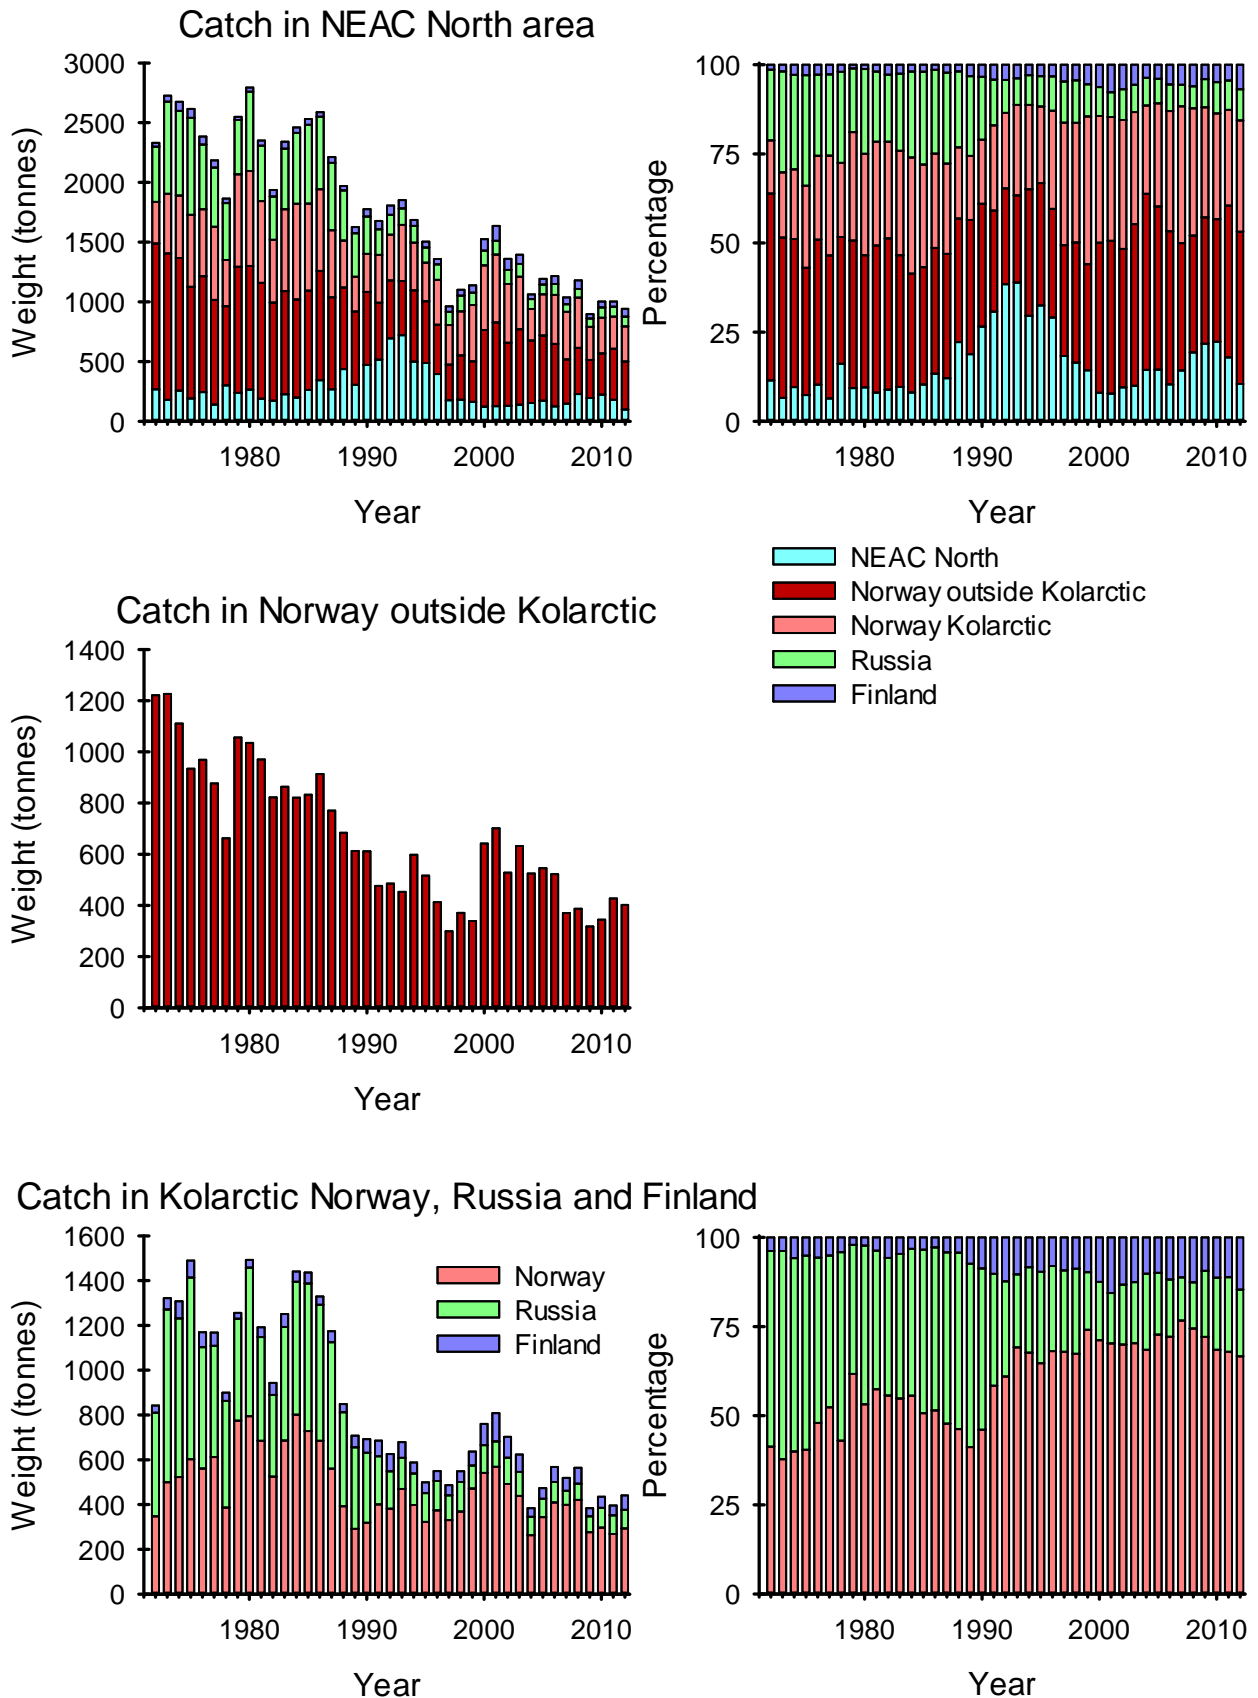 Catch in NEAC North area
Weight (tonnes)
3000
2500
2000
1500
1000
500
0
1980 1990 2000 2010
Year
Percentage
100
75
50
25
0
1980 1990 2000 2010
Year
NEAC North
Norway outside Kolarctic
Norway Kolarctic
Russia
Finland
Catch in Norway outside Kolarctic
Weight (tonnes)
1400
1200
1000
800
600
400
200
0
1980 1990 2000 2010
Year
Catch in Kolarctic Norway, Russia and Finland
Weight (tonnes)
1600
1400
1200
1000
800
600
400
200
0
Norway
Russia
Finland
1980 1990 2000 2010
Year
Percentage
100
75
50
25
0
1980 1990 2000 2010
Year